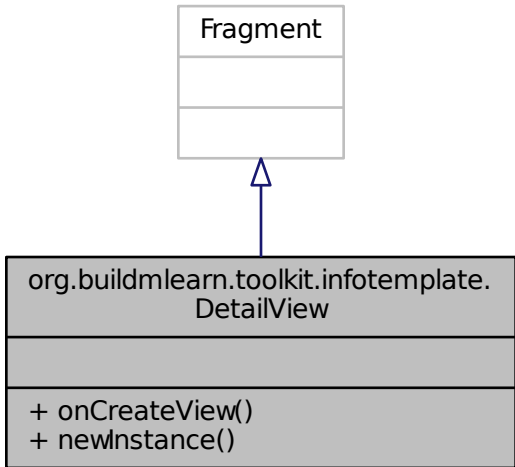 Fragment
org.buildmlearn.toolkit.infotemplate.
DetailView
+ onCreateView()
+ newInstance()